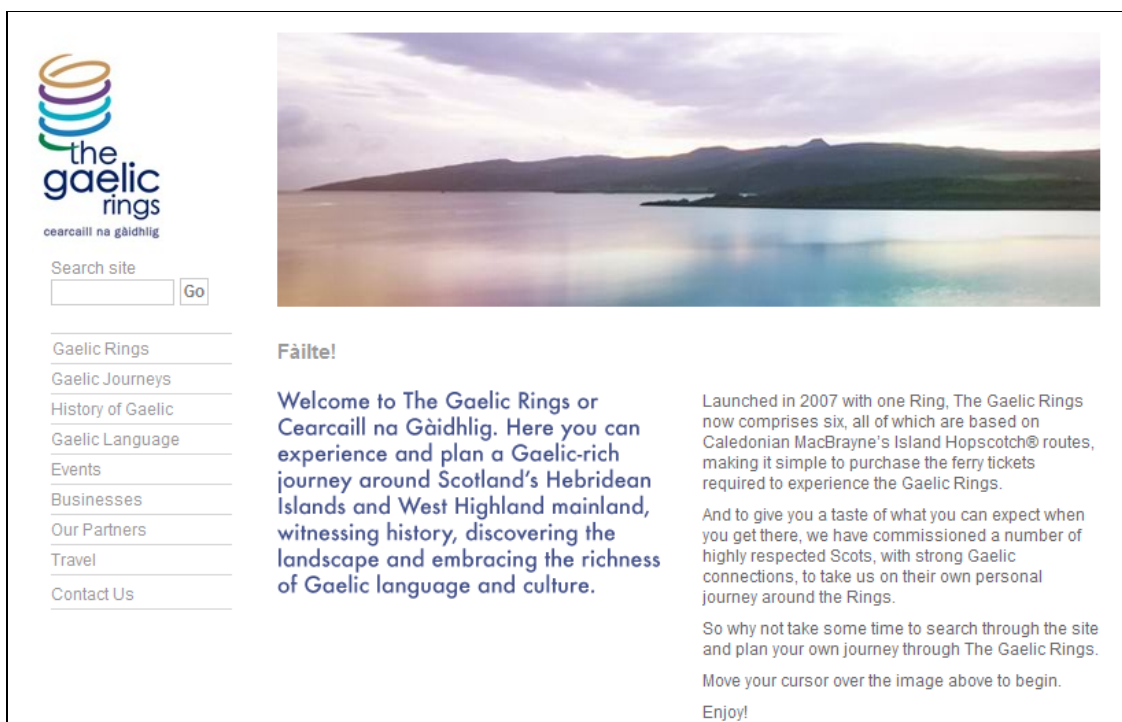 the
gaelic
rings
cearcaill na gàidhlig
Search site
Go
Gaelic Rings
Gaelic Journeys
History of Gaelic
Gaelic Language
Events
Businesses
Our Partners
Travel
Contact Us
Fàilte!
Welcome to The Gaelic Rings or
Cearcaill na Gàidhlig. Here you can
experience and plan a Gaelic-rich
journey around Scotland's Hebridean
Islands and West Highland mainland,
witnessing history, discovering the
landscape and embracing the richness
of Gaelic language and culture.
Launched in 2007 with one Ring, The Gaelic Rings
now comprises six, all of which are based on
Caledonian MacBrayne's Island Hopscotch® routes,
making it simple to purchase the ferry tickets
required to experience the Gaelic Rings.
And to give you a taste of what you can expect when
you get there, we have commissioned a number of
highly respected Scots, with strong Gaelic
connections, to take us on their own personal
journey around the Rings.
So why not take some time to search through the site
and plan your own journey through The Gaelic Rings.
Move your cursor over the image above to begin.
Enjoy!